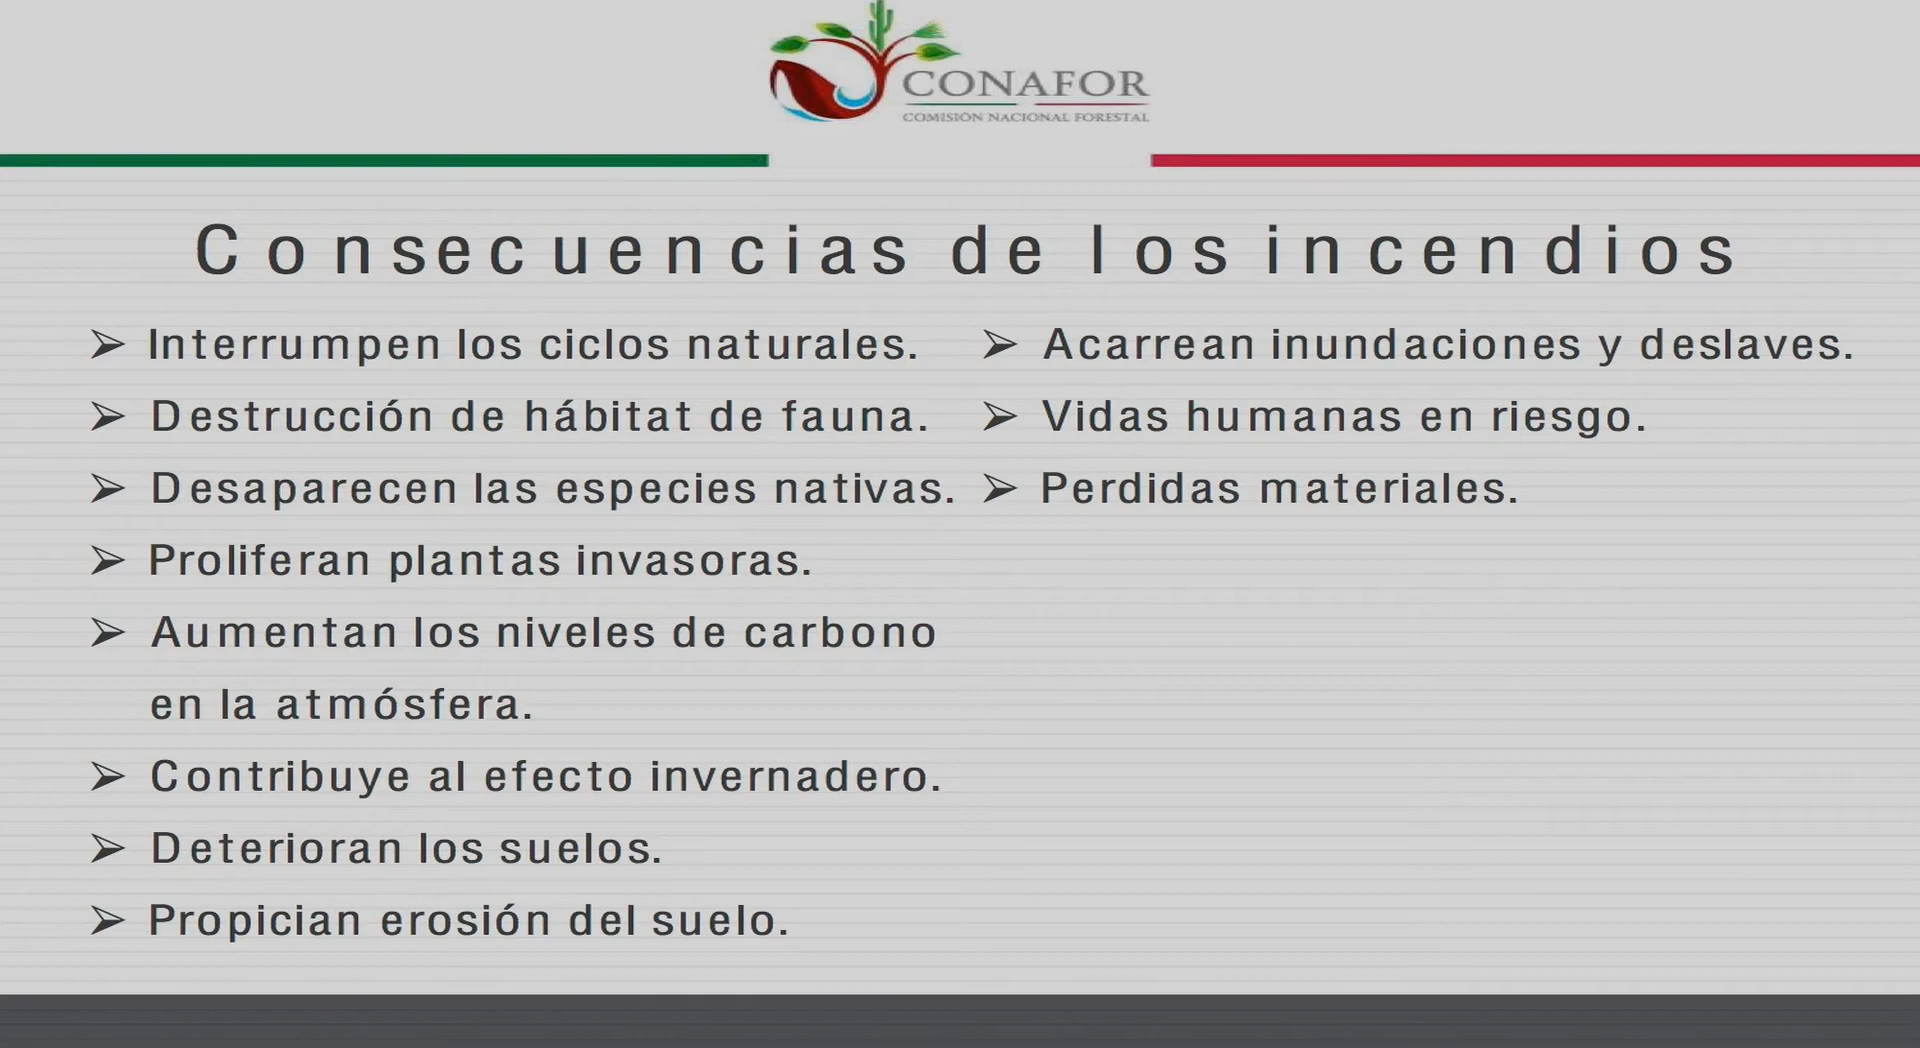 CONAFOR
COMISIÓN NACIONAL FORESTAL
Consecuencias de los incendios
➢ Interrumpen los ciclos naturales.
➢ Destrucción de hábitat de fauna.
➢ Desaparecen las especies nativas.
➢ Proliferan plantas invasoras.
➢ Aumentan los niveles de carbono
en la atmósfera.
➢ Contribuye al efecto invernadero.
➢ Deterioran los suelos.
➢ Propician erosión del suelo.
➢ Acarrean inundaciones y deslaves.
➢ Vidas humanas en riesgo.
➢ Perdidas materiales.